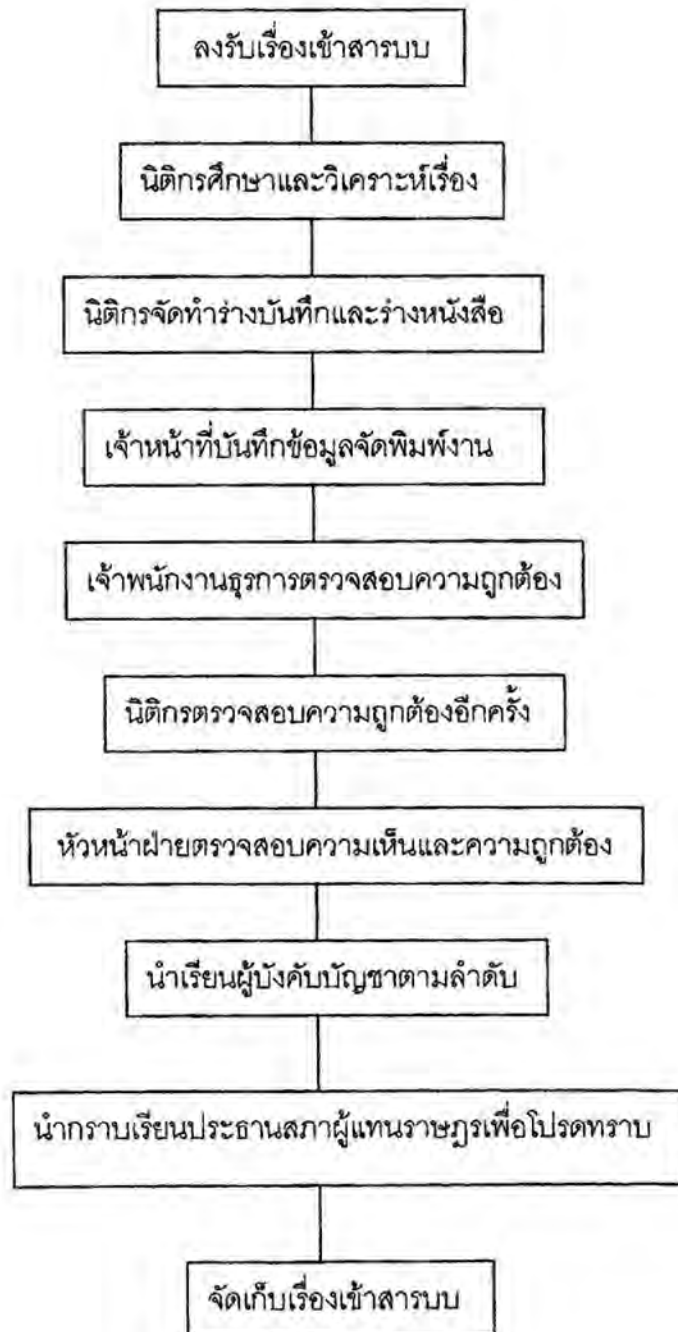 ลงรับเรื่องเข้าสารบบ
นิติกรศึกษาและวิเคราะห์เรื่อง
นิติกรจัดทำร่างบันทึกและร่างหนังสือ
เจ้าหน้าที่บันทึกข้อมูลจัดพิมพ์งาน
เจ้าพนักงานธุรการตรวจสอบความถูกต้อง
นิติกรตรวจสอบความถูกต้องอีกครั้ง
หัวหน้าฝ่ายตรวจสอบความเห็นและความถูกต้อง
นำเรียนผู้บังคับบัญชาตามลำดับ
นำกราบเรียนประธานสภาผู้แทนราษฎรเพื่อโปรดทราบ
จัดเก็บเรื่องเข้าสารบบ